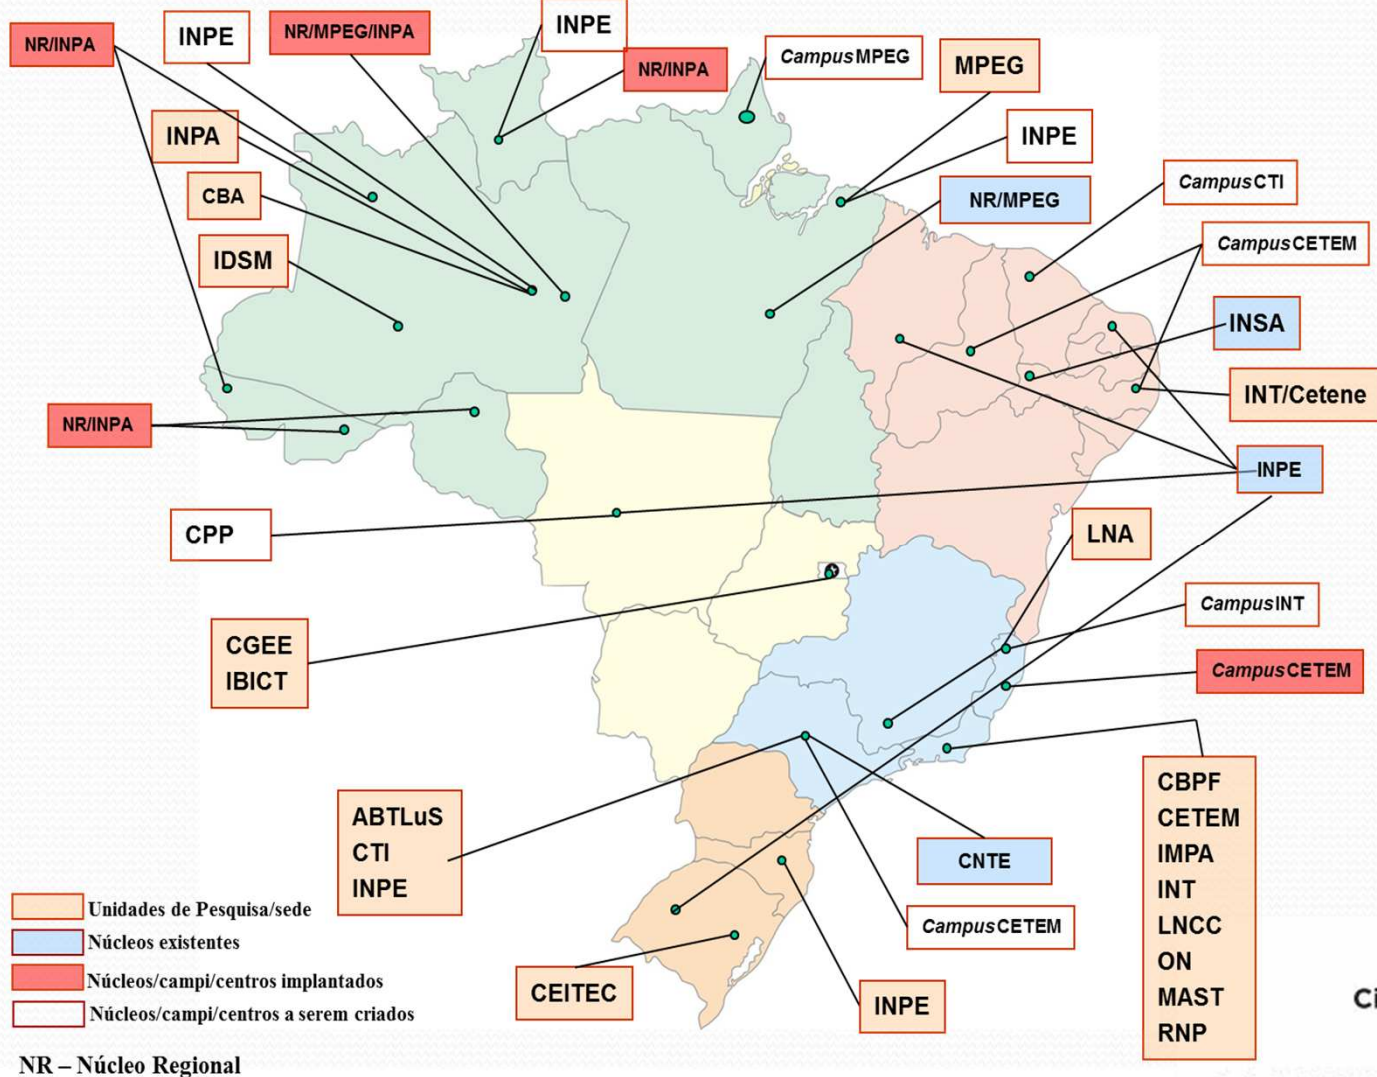 NR/INPA
INPE
NR/MPEG/INPA
INPE
NR/INPA
Campus MPEG
MPEG
INPE
INPA
CBA
IDSM
NR/MPEG
Campus CTI
Campus CETEM
INSA
INT/Cetene
NR/INPA
INPE
CPP
LNA
Campus INT
Campus CETEM
CGEE
IBICT
ABTLuS
CTI
INPE
CNTE
Campus CETEM
CBPF
CETEM
IMPA
INT
LNCC
ON
MAST
RNP
CEITEC
INPE
Unidades de Pesquisa/sede
Núcleos existentes
Núcleos/campi/centros implantados
Núcleos/campi/centros a serem criados
NR – Núcleo Regional